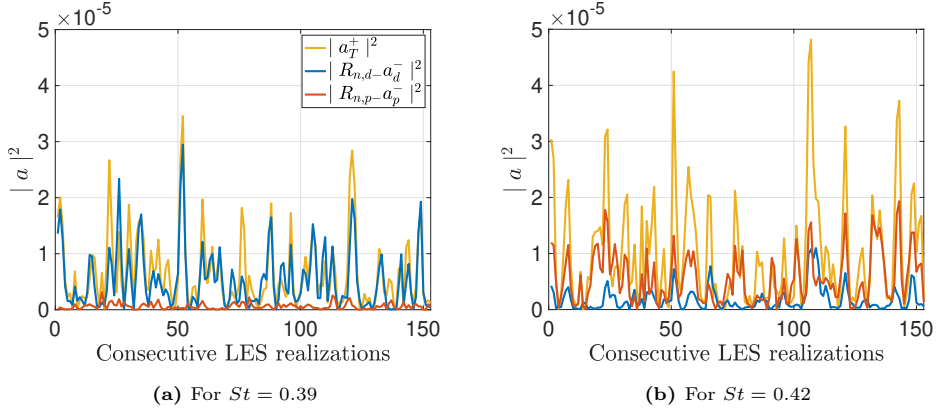 ×10⁻⁵
5
4
3
2
1
0
| a |²
0
50
100
150
Consecutive LES realizations
| a_T^+ |²
| R_{n,d−} a_d^− |²
| R_{n,p−} a_p^− |²
(a) For St = 0.39
×10⁻⁵
5
4
3
2
1
0
| a |²
0
50
100
150
Consecutive LES realizations
(b) For St = 0.42